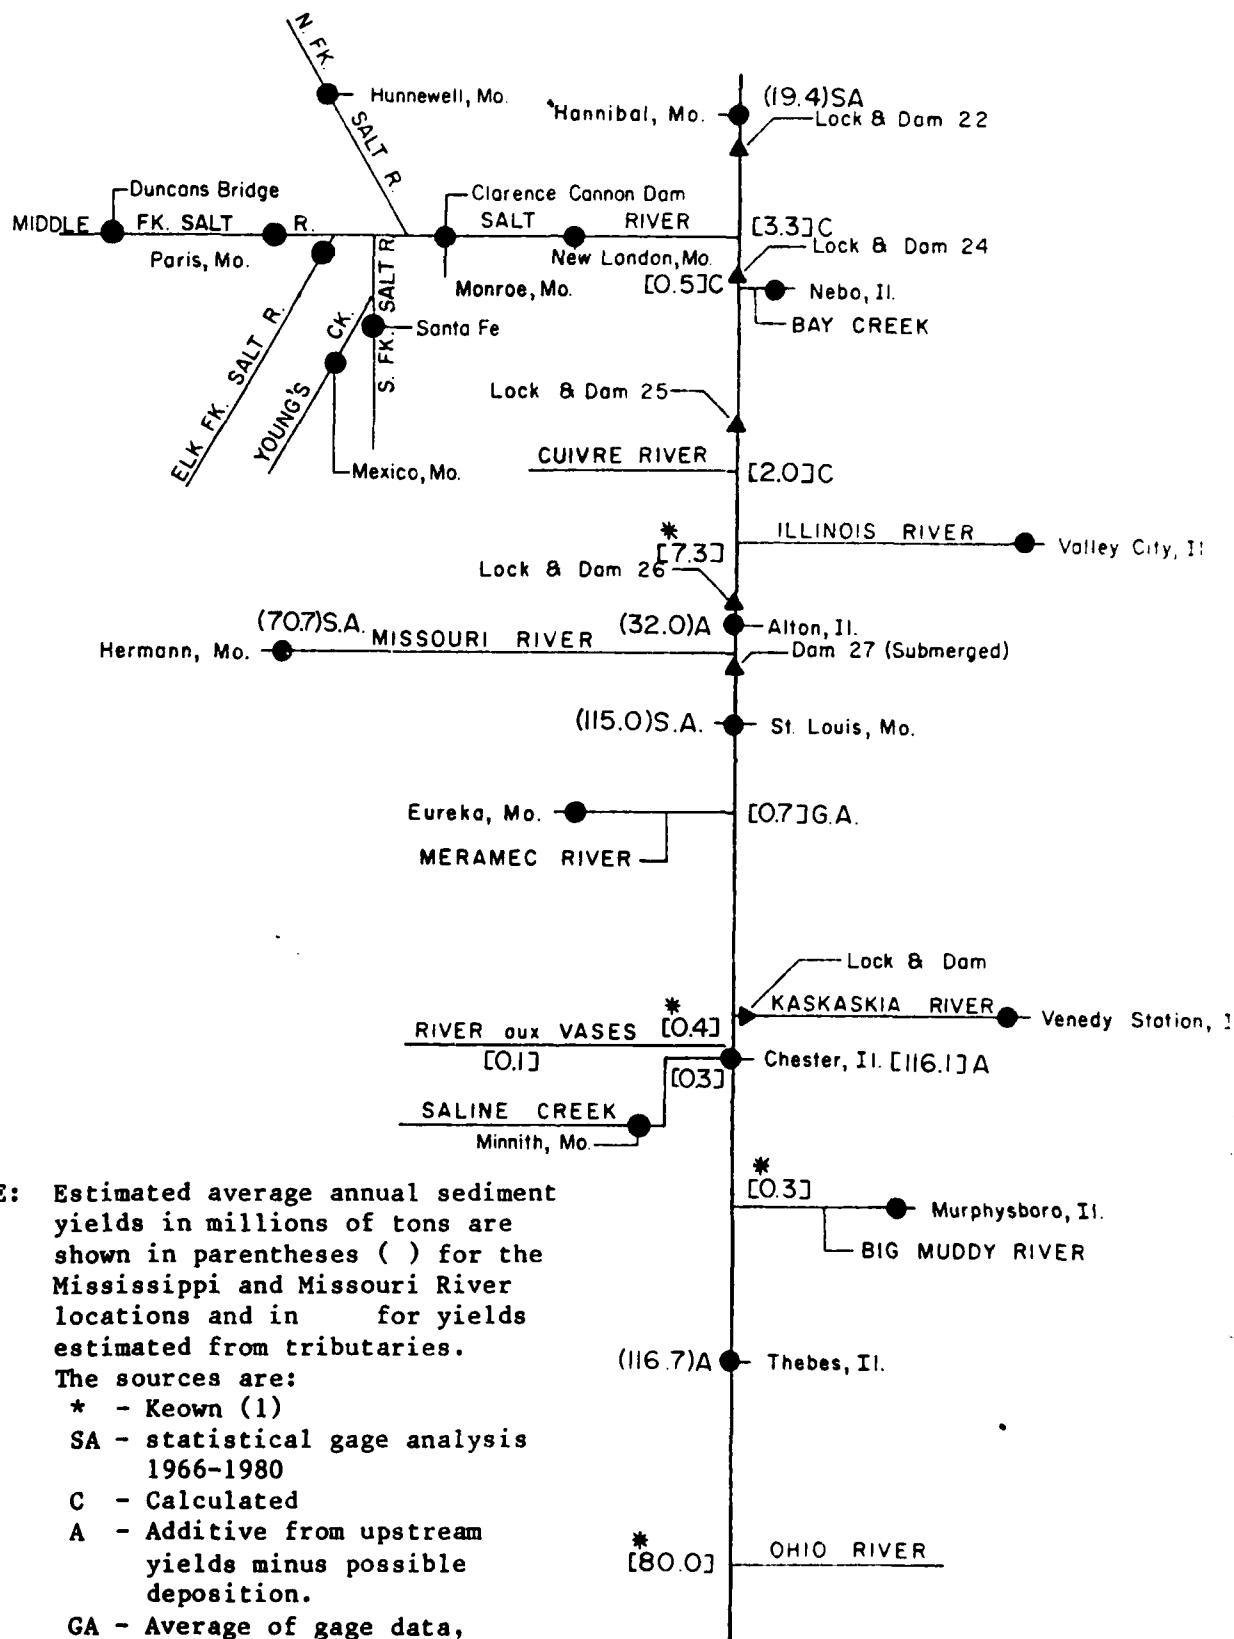 N. FK.
SALT R.
Hunnewell, Mo.
Hannibal, Mo.
(19.4)SA
Lock & Dam 22
Duncans Bridge
Clarence Cannon Dam
MIDDLE FK. SALT R.
SALT RIVER
[3.3]C
Paris, Mo.
New London, Mo.
Lock & Dam 24
Monroe, Mo.
[0.5]C
Nebo, Il.
BAY CREEK
S. FK. SALT R.
Santa Fe
ELK FK. SALT R.
YOUNG'S CK.
Mexico, Mo.
Lock & Dam 25
CUIVRE RIVER
[2.0]C
*
[7.3]
ILLINOIS RIVER
Valley City, Il
Lock & Dam 26
(70.7)S.A.
MISSOURI RIVER
(32.0)A
Alton, Il.
Hermann, Mo.
Dam 27 (Submerged)
(115.0)S.A.
St. Louis, Mo.
Eureka, Mo.
[0.7]G.A.
MERAMEC RIVER
Lock & Dam
KASKASKIA RIVER
Venedy Station, I
*
[0.4]
RIVER aux VASES
[0.1]
Chester, Il. [116.1]A
[0.3]
SALINE CREEK
Minnith, Mo.
*
[0.3]
Murphysboro, Il.
BIG MUDDY RIVER
(116.7)A
Thebes, Il.
*
[80.0]
OHIO RIVER
E: Estimated average annual sediment
yields in millions of tons are
shown in parentheses ( ) for the
Mississippi and Missouri River
locations and in for yields
estimated from tributaries.
The sources are:
* - Keown (1)
SA - statistical gage analysis
1966-1980
C - Calculated
A - Additive from upstream
yields minus possible
deposition.
GA - Average of gage data,